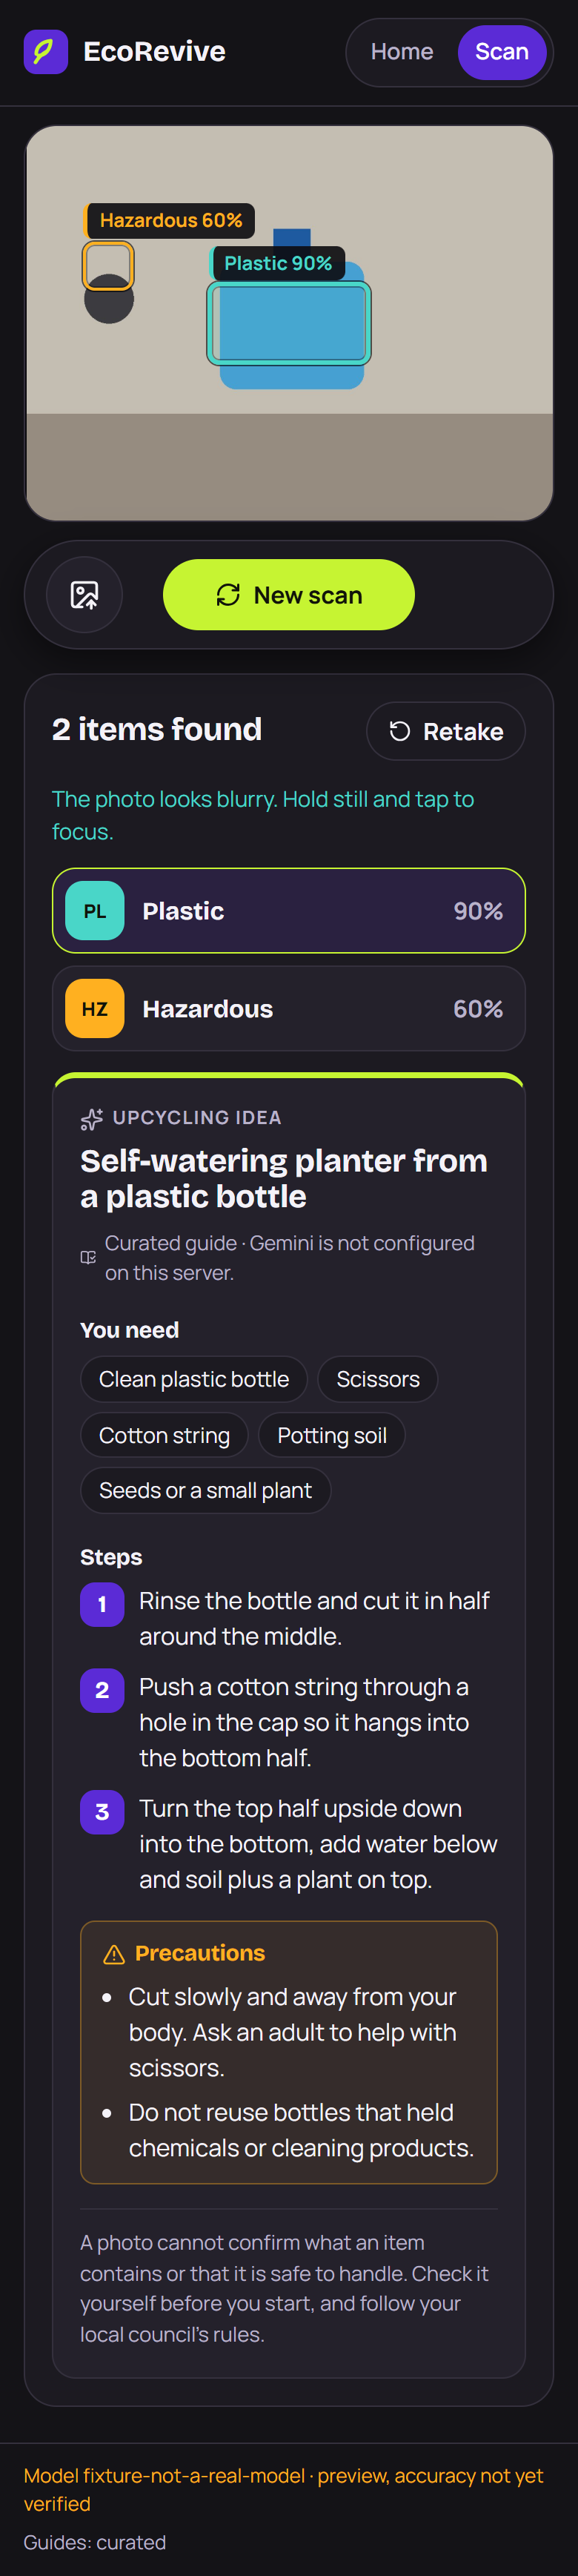 EcoRevive
Home
Scan
Hazardous 60%
Plastic 90%
New scan
2 items found
Retake
The photo looks blurry. Hold still and tap to
focus.
PL
Plastic
90%
HZ
Hazardous
60%
UPCYCLING IDEA
Self-watering planter from
a plastic bottle
Curated guide · Gemini is not configured
on this server.
You need
Clean plastic bottle
Scissors
Cotton string
Potting soil
Seeds or a small plant
Steps
1
Rinse the bottle and cut it in half
around the middle.
2
Push a cotton string through a
hole in the cap so it hangs into
the bottom half.
3
Turn the top half upside down
into the bottom, add water below
and soil plus a plant on top.
Precautions
Cut slowly and away from your
body. Ask an adult to help with
scissors.
Do not reuse bottles that held
chemicals or cleaning products.
A photo cannot confirm what an item
contains or that it is safe to handle. Check it
yourself before you start, and follow your
local council's rules.
Model fixture-not-a-real-model · preview, accuracy not yet
verified
Guides: curated